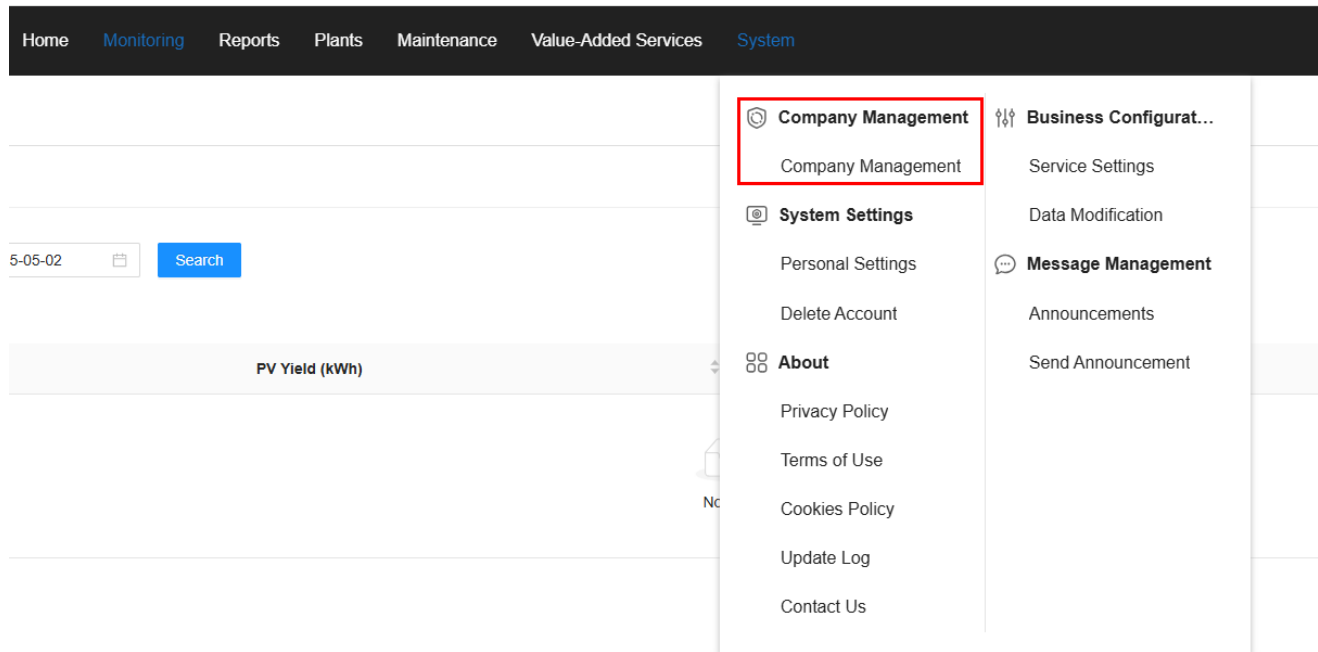 Home Monitoring Reports Plants Maintenance Value-Added Services System
Company Management
Company Management
System Settings
Personal Settings
Delete Account
About
Privacy Policy
Terms of Use
Cookies Policy
Update Log
Contact Us
Business Configurat...
Service Settings
Data Modification
Message Management
Announcements
Send Announcement
5-05-02 Search
PV Yield (kWh)